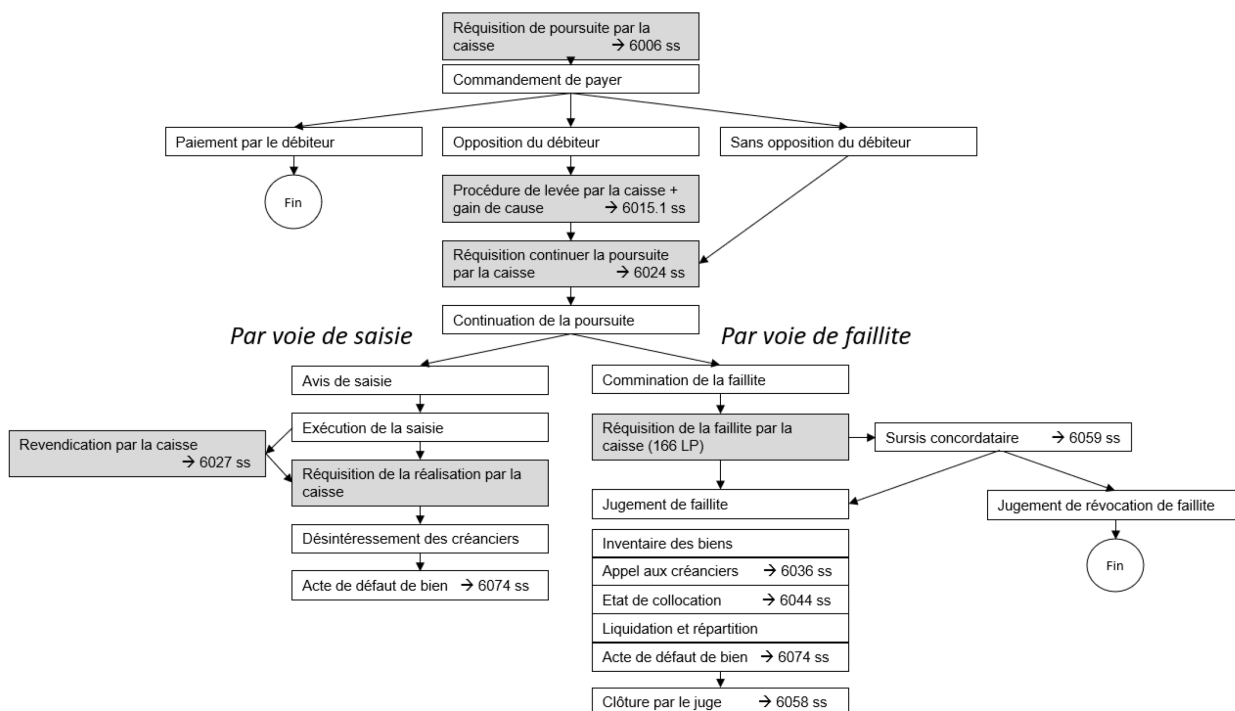 Réquisition de poursuite par la
caisse → 6006 ss
Commandement de payer
Paiement par le débiteur
Opposition du débiteur
Sans opposition du débiteur
Fin
Procédure de levée par la caisse +
gain de cause → 6015.1 ss
Réquisition continuer la poursuite
par la caisse → 6024 ss
Continuation de la poursuite
Par voie de saisie
Par voie de faillite
Avis de saisie
Exécution de la saisie
Revendication par la caisse
→ 6027 ss
Réquisition de la réalisation par la
caisse
Désintéressement des créanciers
Acte de défaut de bien → 6074 ss
Commination de la faillite
Réquisition de la faillite par la
caisse (166 LP)
Sursis concordataire → 6059 ss
Jugement de faillite
Jugement de révocation de faillite
Fin
Inventaire des biens
Appel aux créanciers → 6036 ss
Etat de collocation → 6044 ss
Liquidation et répartition
Acte de défaut de bien → 6074 ss
Clôture par le juge → 6058 ss